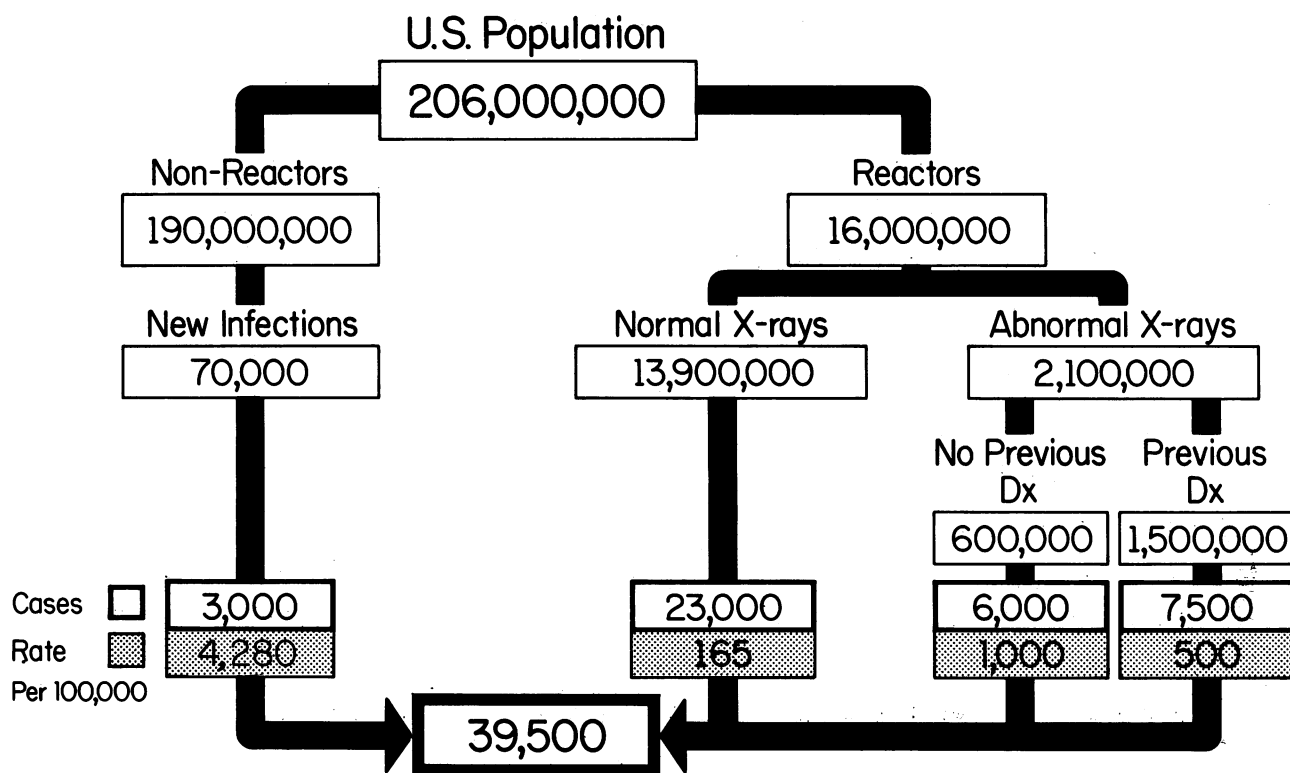 U.S. Population
206,000,000
Non-Reactors
190,000,000
Reactors
16,000,000
New Infections
70,000
Normal X-rays
13,900,000
Abnormal X-rays
2,100,000
No Previous
Dx
600,000
Previous
Dx
1,500,000
Cases
Rate
Per 100,000
3,000
4,280
23,000
165
6,000
1,000
7,500
500
39,500